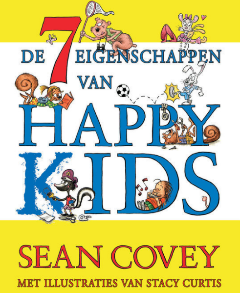 DE 7 EIGENSCHAPPEN
VAN
HAPPY
KIDS
SEAN COVEY
MET ILLUSTRATIES VAN STACY CURTIS